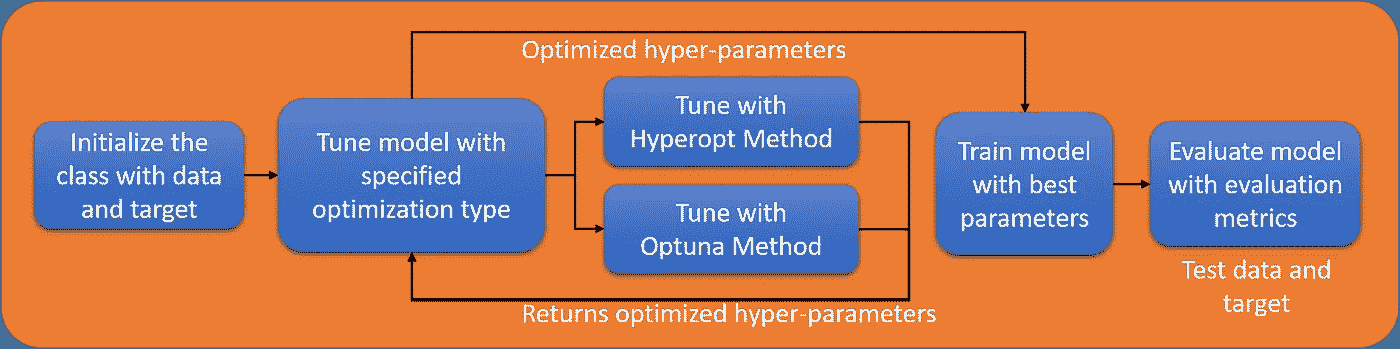 Optimized hyper-parameters
Initialize the
class with data
and target
Tune model with
specified
optimization type
Tune with
Hyperopt Method
Tune with
Optuna Method
Returns optimized hyper-parameters
Train model
with best
parameters
Evaluate model
with evaluation
metrics
Test data and
target